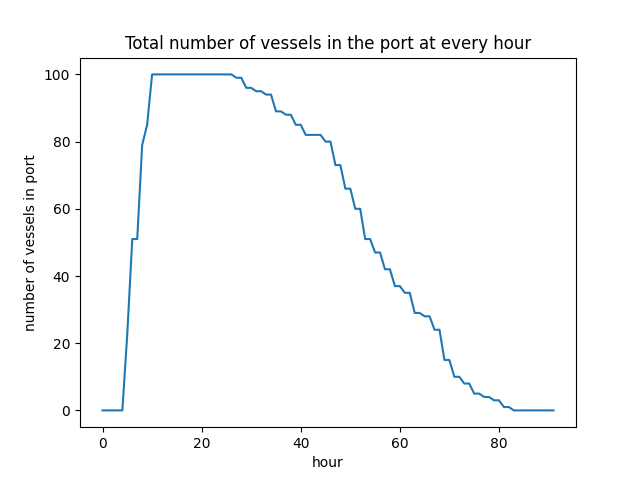 Total number of vessels in the port at every hour
100
80
60
40
20
0
number of vessels in port
0 20 40 60 80
hour